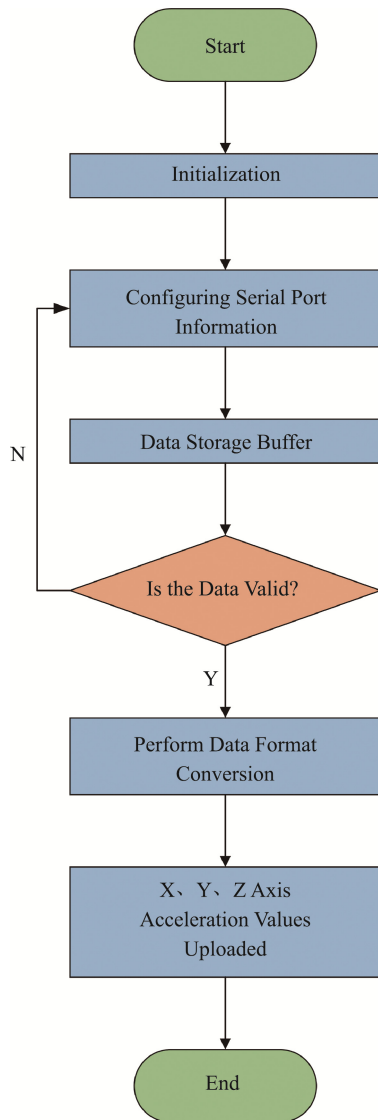 Start
Initialization
Configuring Serial Port
Information
Data Storage Buffer
N
Is the Data Valid?
Y
Perform Data Format
Conversion
X、Y、Z Axis
Acceleration Values
Uploaded
End